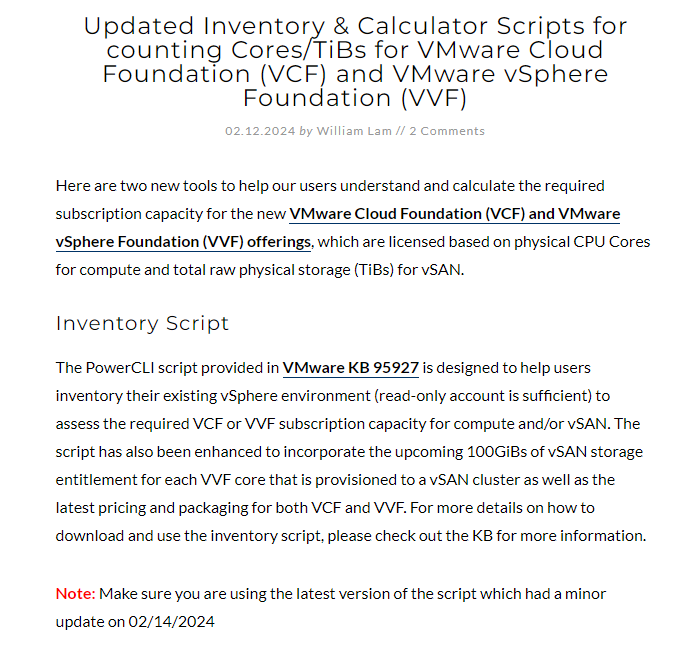 Updated Inventory & Calculator Scripts for
counting Cores/TiBs for VMware Cloud
Foundation (VCF) and VMware vSphere
Foundation (VVF)
02.12.2024 by William Lam // 2 Comments
Here are two new tools to help our users understand and calculate the required
subscription capacity for the new VMware Cloud Foundation (VCF) and VMware
vSphere Foundation (VVF) offerings, which are licensed based on physical CPU Cores
for compute and total raw physical storage (TiBs) for vSAN.
Inventory Script
The PowerCLI script provided in VMware KB 95927 is designed to help users
inventory their existing vSphere environment (read-only account is sufficient) to
assess the required VCF or VVF subscription capacity for compute and/or vSAN. The
script has also been enhanced to incorporate the upcoming 100GiBs of vSAN storage
entitlement for each VVF core that is provisioned to a vSAN cluster as well as the
latest pricing and packaging for both VCF and VVF. For more details on how to
download and use the inventory script, please check out the KB for more information.
Note: Make sure you are using the latest version of the script which had a minor
update on 02/14/2024